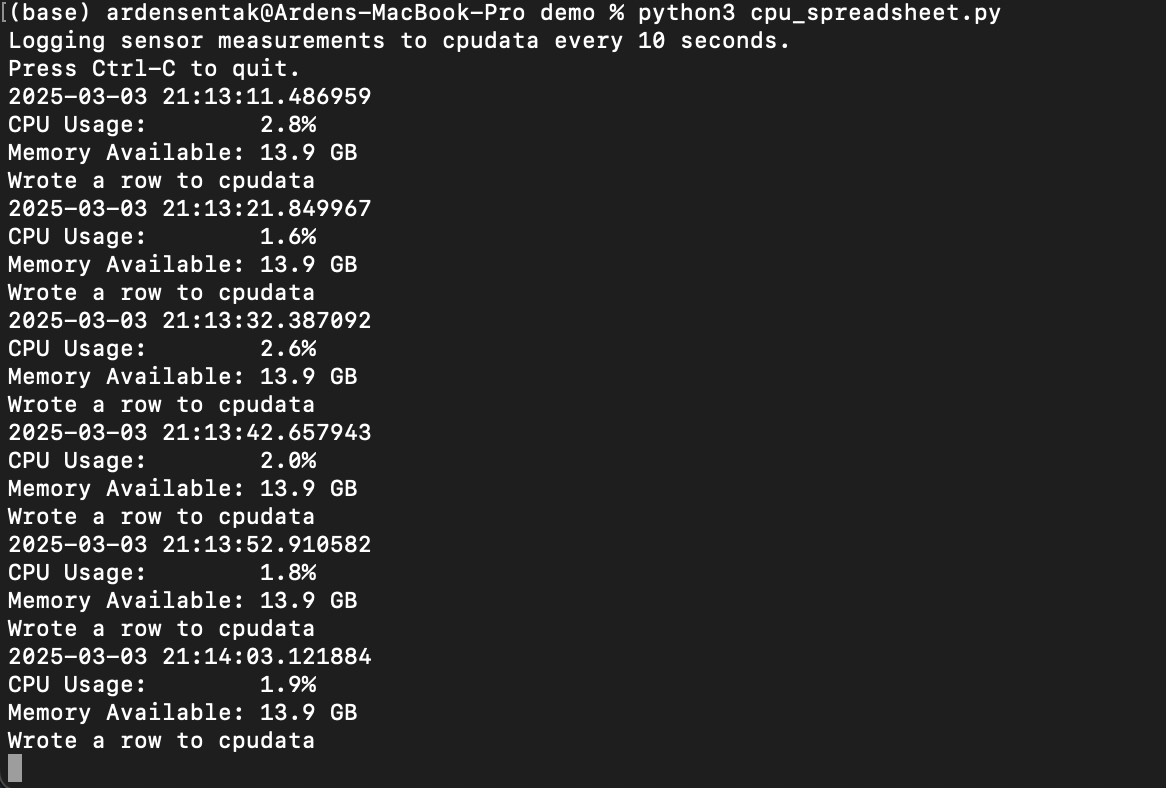 (base) ardensentak@Ardens-MacBook-Pro demo % python3 cpu_spreadsheet.py
Logging sensor measurements to cpudata every 10 seconds.
Press Ctrl-C to quit.
2025-03-03 21:13:11.486959
CPU Usage:        2.8%
Memory Available: 13.9 GB
Wrote a row to cpudata
2025-03-03 21:13:21.849967
CPU Usage:        1.6%
Memory Available: 13.9 GB
Wrote a row to cpudata
2025-03-03 21:13:32.387092
CPU Usage:        2.6%
Memory Available: 13.9 GB
Wrote a row to cpudata
2025-03-03 21:13:42.657943
CPU Usage:        2.0%
Memory Available: 13.9 GB
Wrote a row to cpudata
2025-03-03 21:13:52.910582
CPU Usage:        1.8%
Memory Available: 13.9 GB
Wrote a row to cpudata
2025-03-03 21:14:03.121884
CPU Usage:        1.9%
Memory Available: 13.9 GB
Wrote a row to cpudata